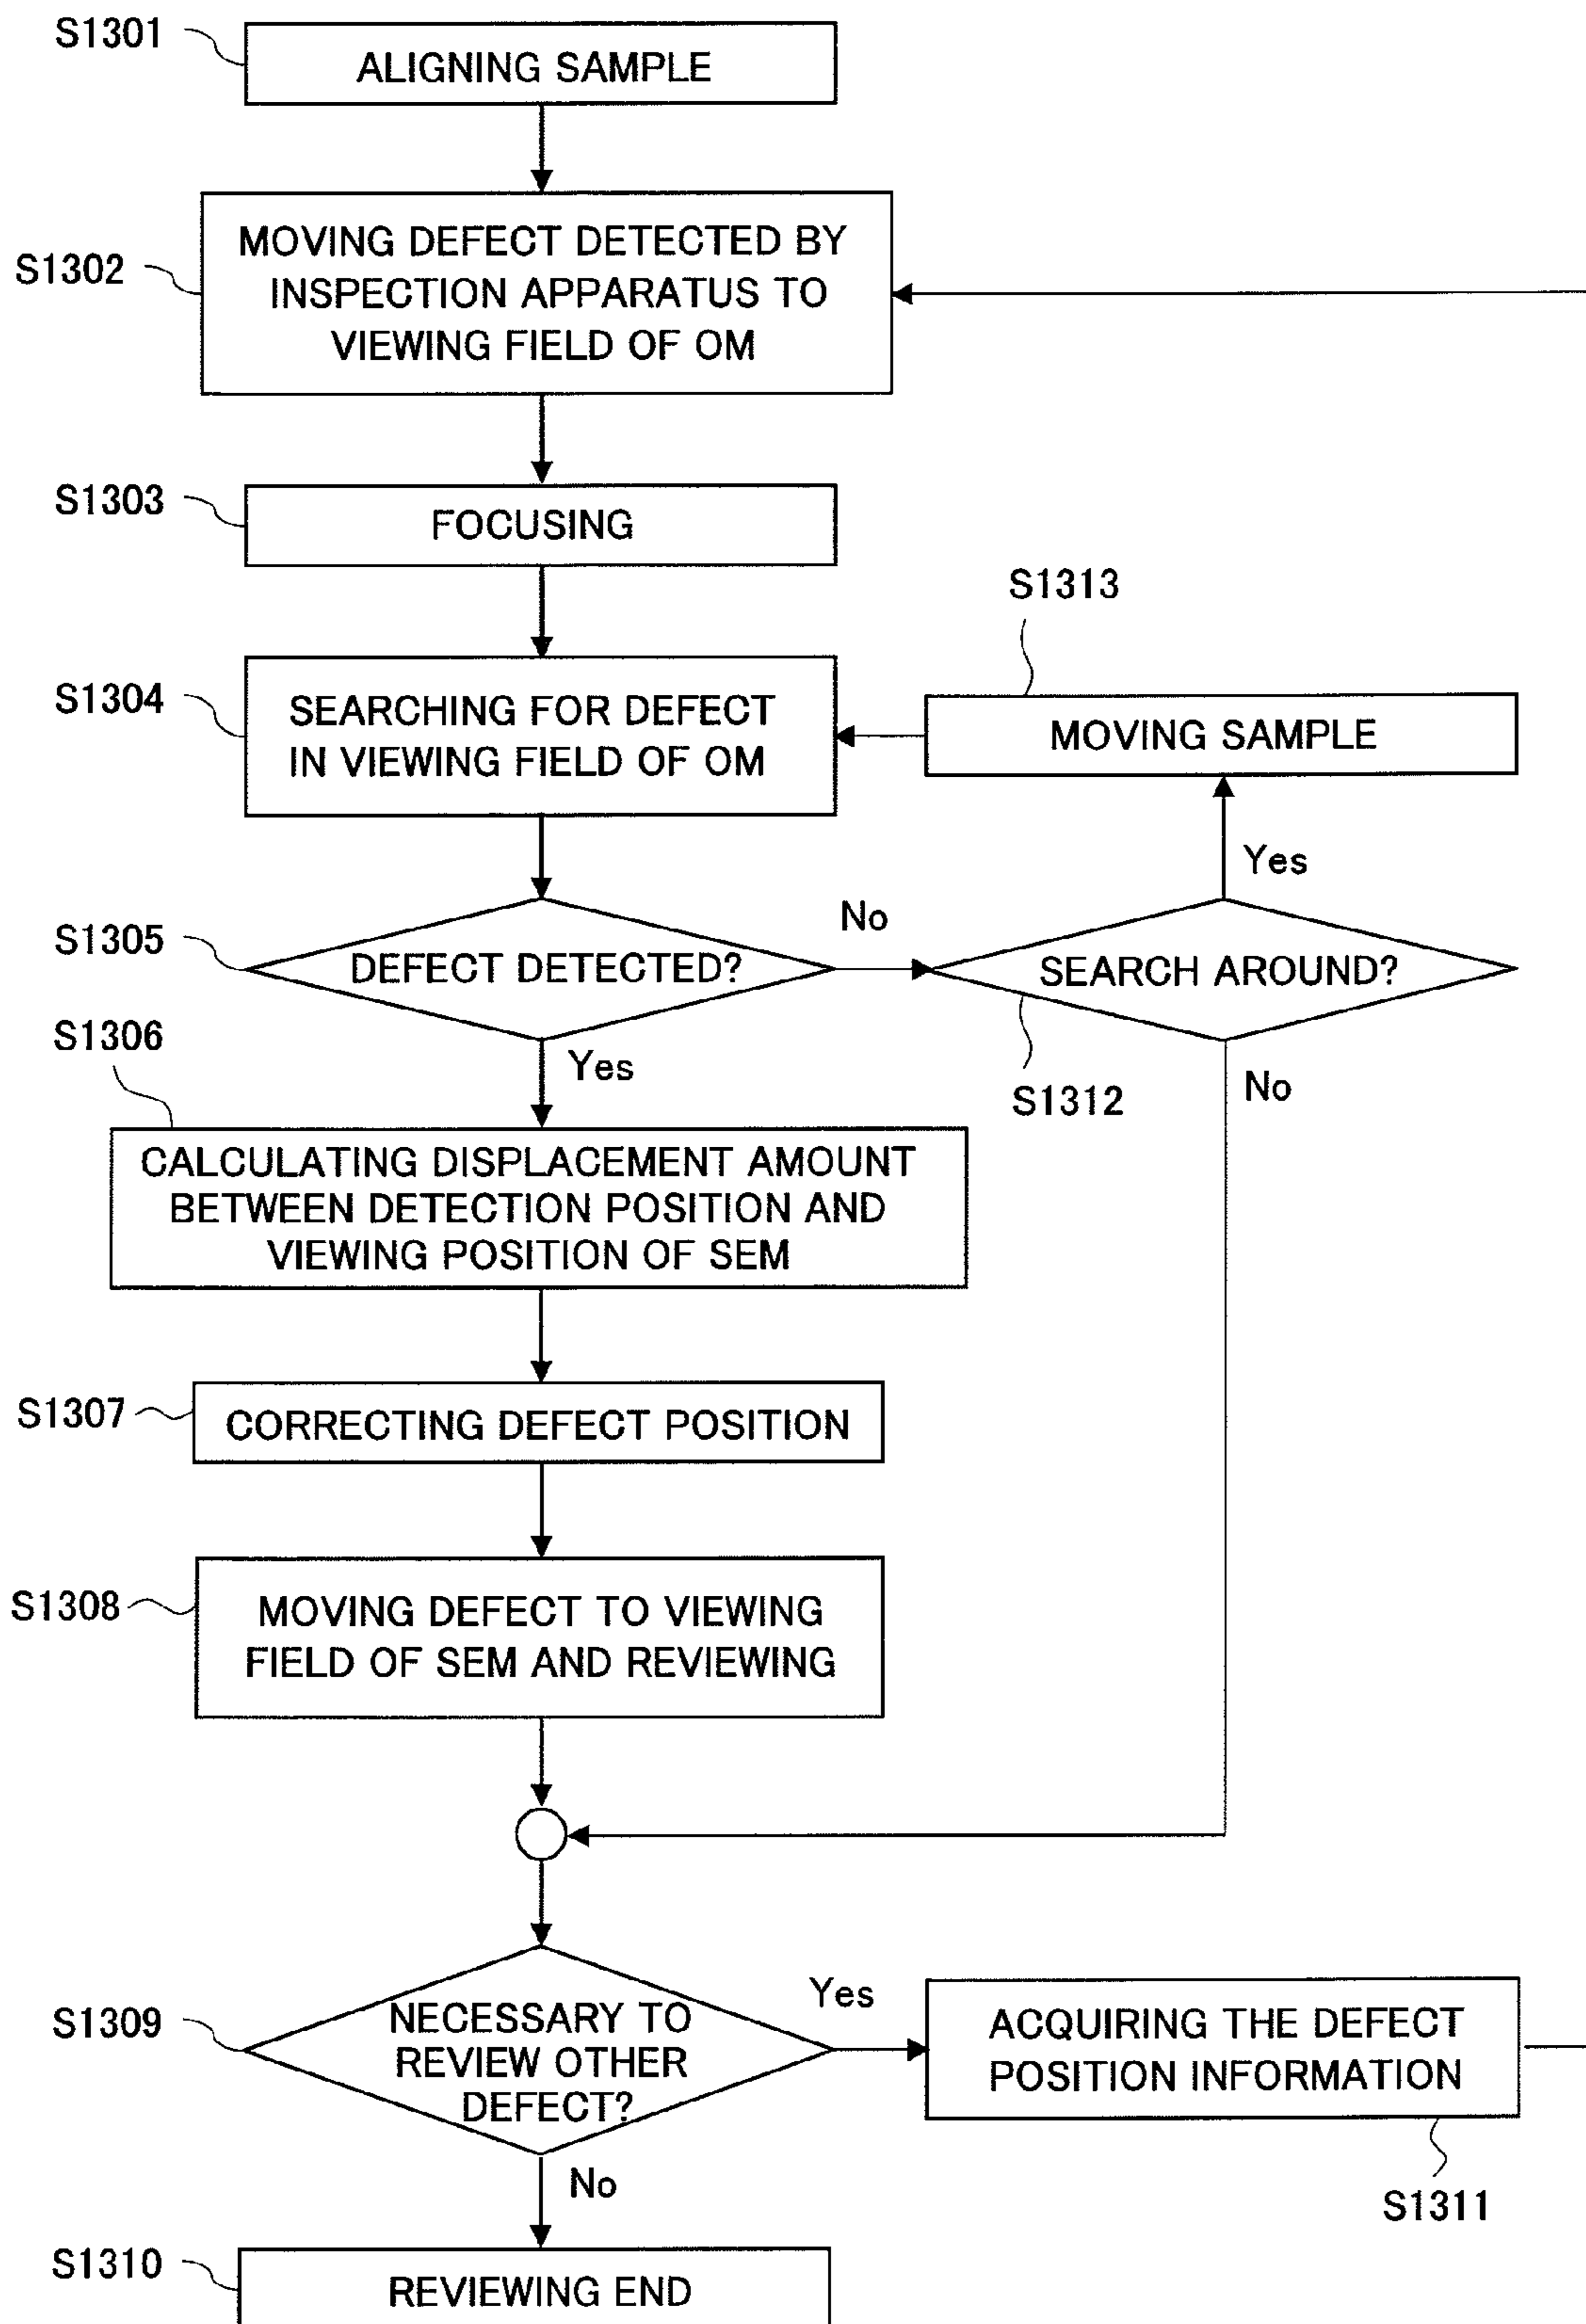 S1301
ALIGNING SAMPLE
S1302
MOVING DEFECT DETECTED BY
INSPECTION APPARATUS TO
VIEWING FIELD OF OM
S1303
FOCUSING
S1313
S1304
SEARCHING FOR DEFECT
IN VIEWING FIELD OF OM
MOVING SAMPLE
Yes
S1305
DEFECT DETECTED?
No
SEARCH AROUND?
S1306
Yes
S1312
No
CALCULATING DISPLACEMENT AMOUNT
BETWEEN DETECTION POSITION AND
VIEWING POSITION OF SEM
S1307
CORRECTING DEFECT POSITION
S1308
MOVING DEFECT TO VIEWING
FIELD OF SEM AND REVIEWING
S1309
NECESSARY TO
REVIEW OTHER
DEFECT?
Yes
ACQUIRING THE DEFECT
POSITION INFORMATION
S1311
No
S1310
REVIEWING END